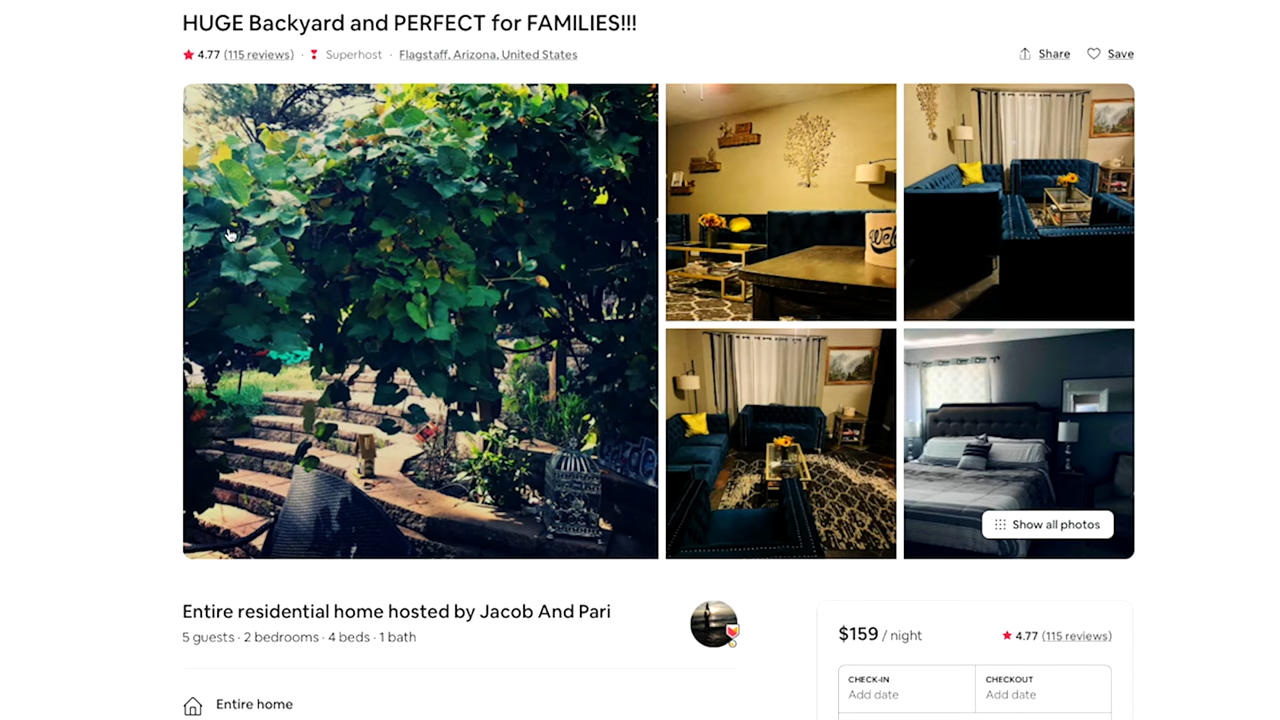 HUGE Backyard and PERFECT for FAMILIES!!!
4.77 (115 reviews) · Superhost · Flagstaff, Arizona, United States
Share Save
Show all photos
Entire residential home hosted by Jacob And Pari
5 guests · 2 bedrooms · 4 beds · 1 bath
$159 / night 4.77 (115 reviews)
CHECK-IN CHECKOUT
Add date Add date
Entire home